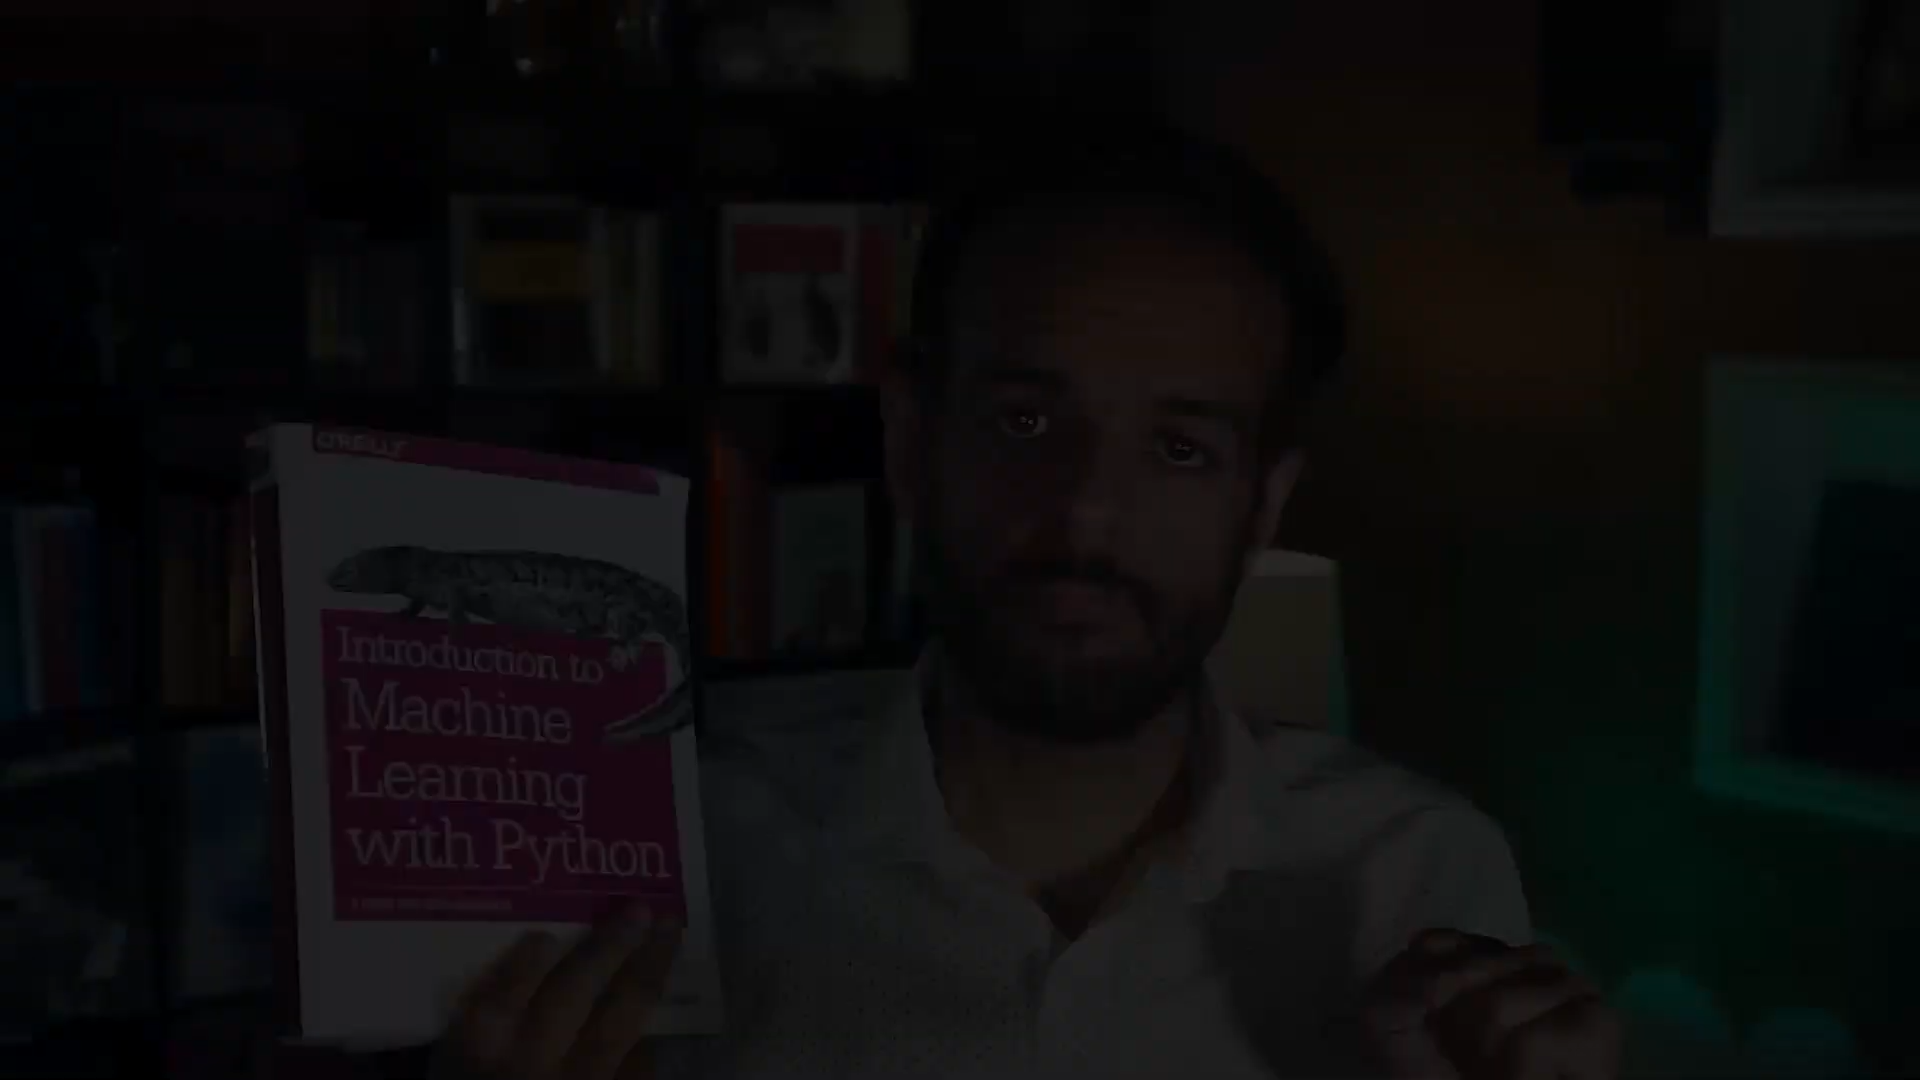 O'REILLY
Introduction to
Machine
Learning
with Python